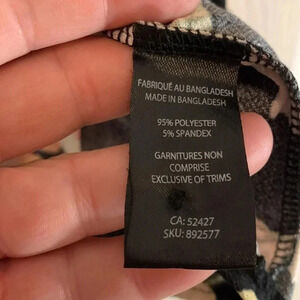 FABRIQUÉ AU BANGLADESH
MADE IN BANGLADESH
95% POLYESTER
5% SPANDEX
GARNITURES NON
COMPRISE
EXCLUSIVE OF TRIMS
CA: 52427
SKU: 892577